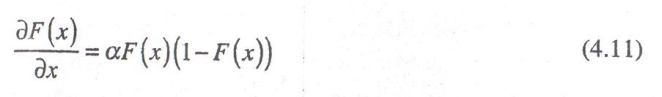 ∂F(x)/∂x = αF(x)(1−F(x)) (4.11)